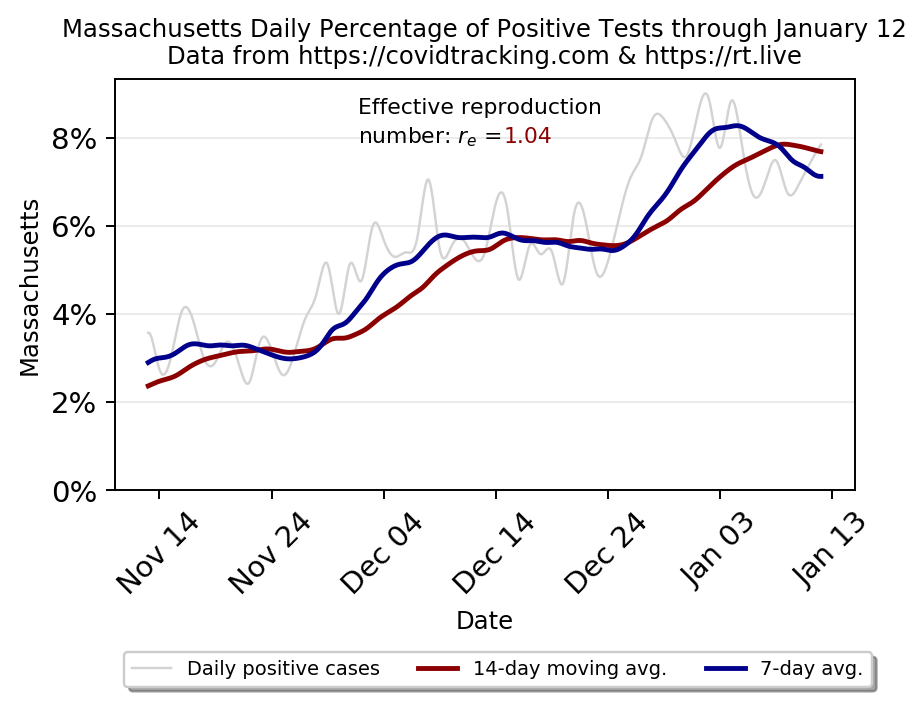 Massachusetts Daily Percentage of Positive Tests through January 12
Data from https://covidtracking.com & https://rt.live
Effective reproduction
number: rₑ =1.04
8%
6%
4%
2%
0%
Massachusetts
Nov 14
Nov 24
Dec 04
Dec 14
Dec 24
Jan 03
Jan 13
Date
Daily positive cases
14-day moving avg.
7-day avg.